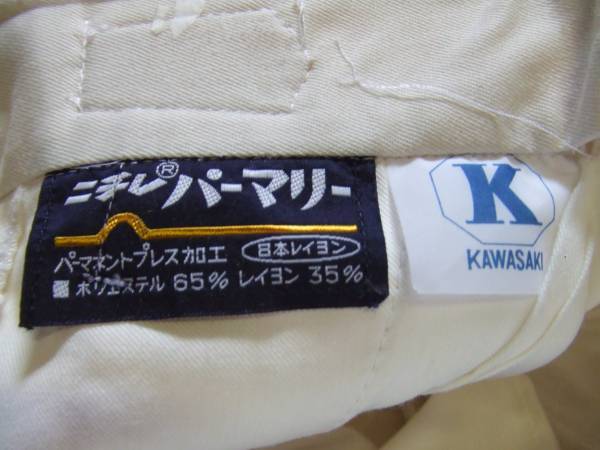 ニチレ®パーマリー
パーマネントプレス加工 日本レイヨン
ポリエステル 65% レイヨン 35%
K
KAWASAKI